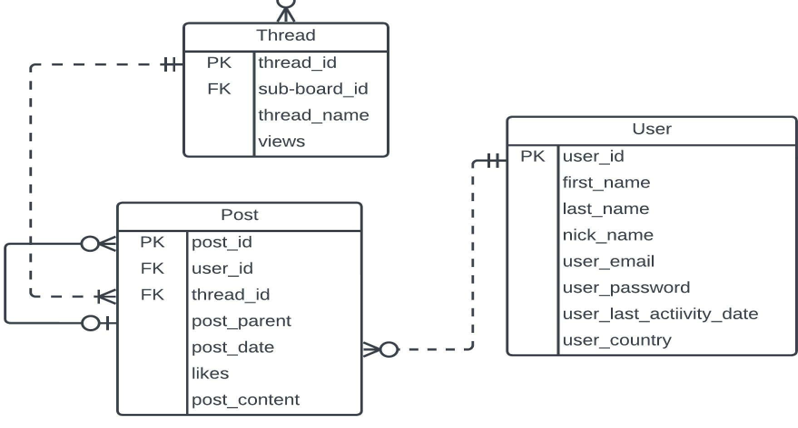 Thread
PK thread_id
FK sub-board_id
thread_name
views
User
PK user_id
first_name
last_name
nick_name
user_email
user_password
user_last_actiivity_date
user_country
Post
PK post_id
FK user_id
FK thread_id
post_parent
post_date
likes
post_content